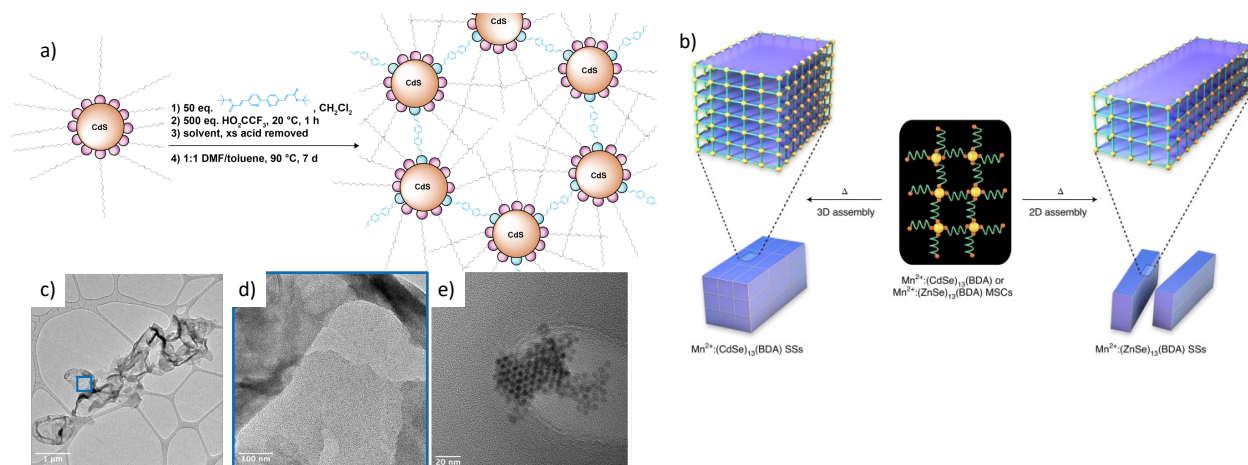 a)
CdS
1) 50 eq. , CH2Cl2
2) 500 eq. HO2CCF3, 20 °C, 1 h
3) solvent, xs acid removed
4) 1:1 DMF/toluene, 90 °C, 7 d
CdS
CdS
CdS
CdS
CdS
CdS
b)
Δ
3D assembly
Δ
2D assembly
Mn2+:(CdSe)13(BDA) or
Mn2+:(ZnSe)13(BDA) MSCs
Mn2+:(CdSe)13(BDA) SSs
Mn2+:(ZnSe)13(BDA) SSs
c)
1 μm
d)
100 nm
e)
20 nm